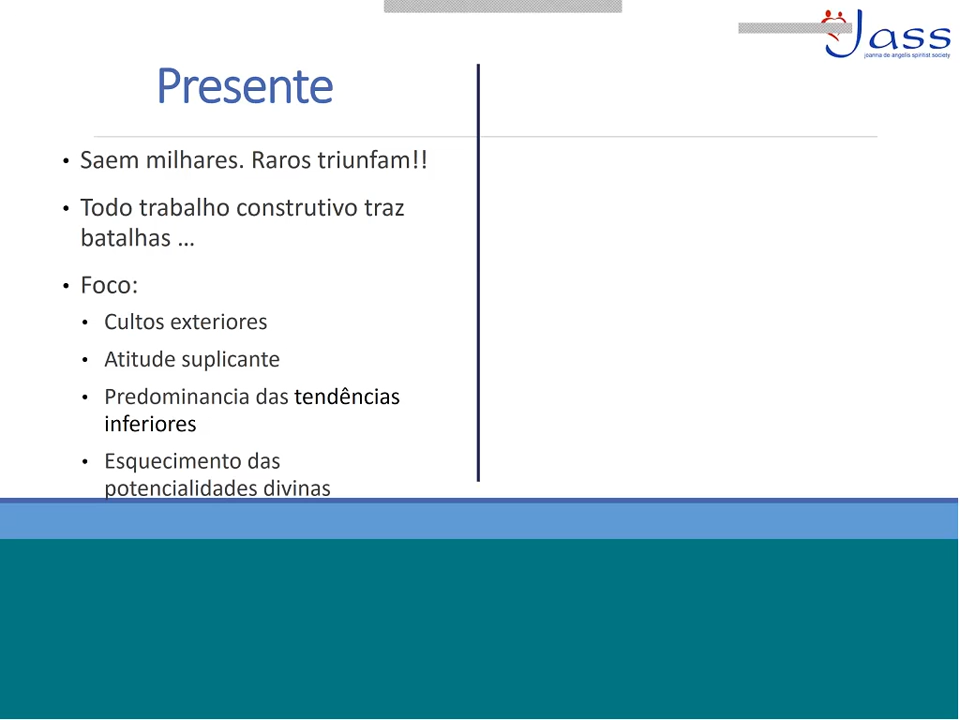 Jass
joanna de angelis spiritist society
Presente
• Saem milhares. Raros triunfam!!
• Todo trabalho construtivo traz
batalhas ...
• Foco:
• Cultos exteriores
• Atitude suplicante
• Predominancia das tendências
inferiores
• Esquecimento das
potencialidades divinas